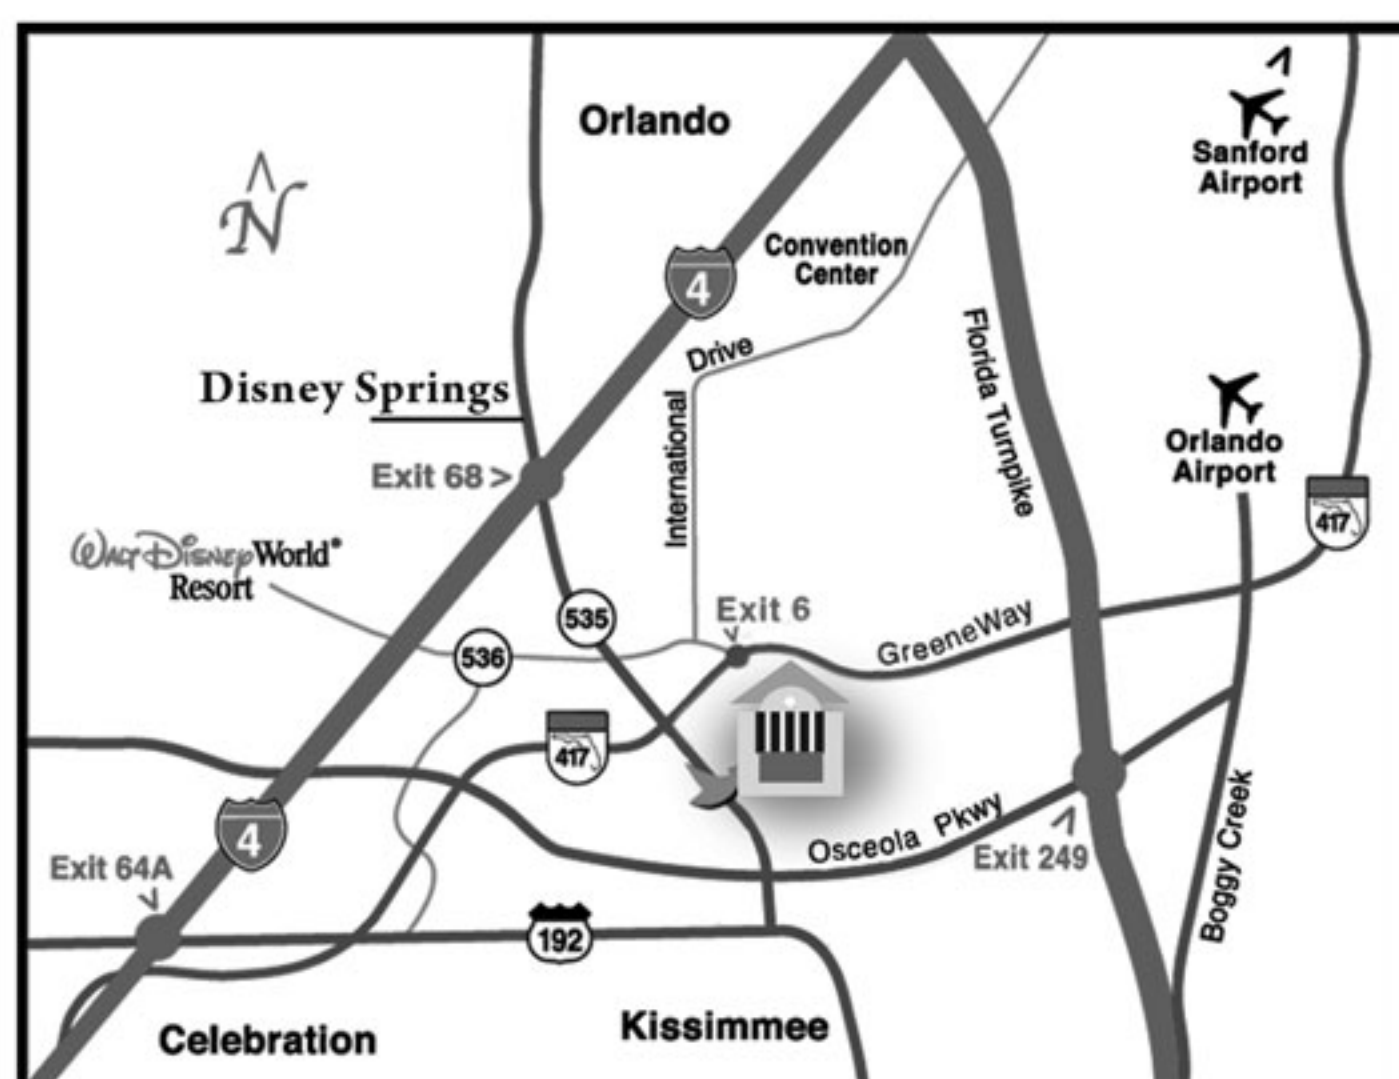 Orlando
Sanford
Airport
N
Convention
Center
4
Drive
International
Florida Turnpike
Disney Springs
Exit 68 >
Orlando
Airport
417
Walt Disney World®
Resort
535
536
Exit 6
GreeneWay
417
4
Exit 64A
Osceola Pkwy
Exit 249
Boggy Creek
192
Celebration
Kissimmee